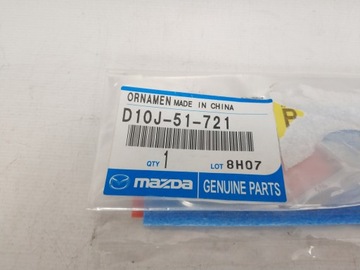 ORNAMEN MADE IN CHINA
D10J-51-721
QTY 1 LOT 8H07
mazda GENUINE PARTS
P